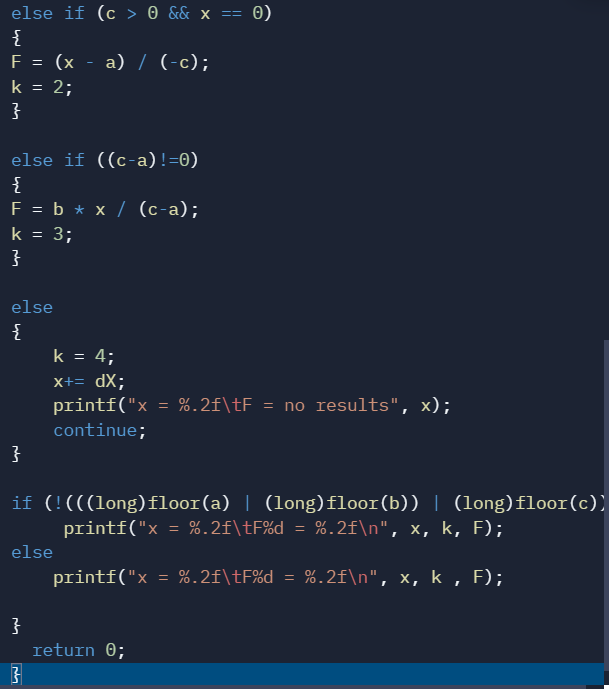 else if (c > 0 && x == 0)
{
F = (x - a) / (-c);
k = 2;
}
else if ((c-a)!=0)
{
F = b * x / (c-a);
k = 3;
}
else
{
k = 4;
x+= dX;
printf("x = %.2f\tF = no results", x);
continue;
}
if (!(((long)floor(a) | (long)floor(b)) | (long)floor(c))
printf("x = %.2f\tF%d = %.2f\n", x, k, F);
else
printf("x = %.2f\tF%d = %.2f\n", x, k , F);
}
return 0;
}